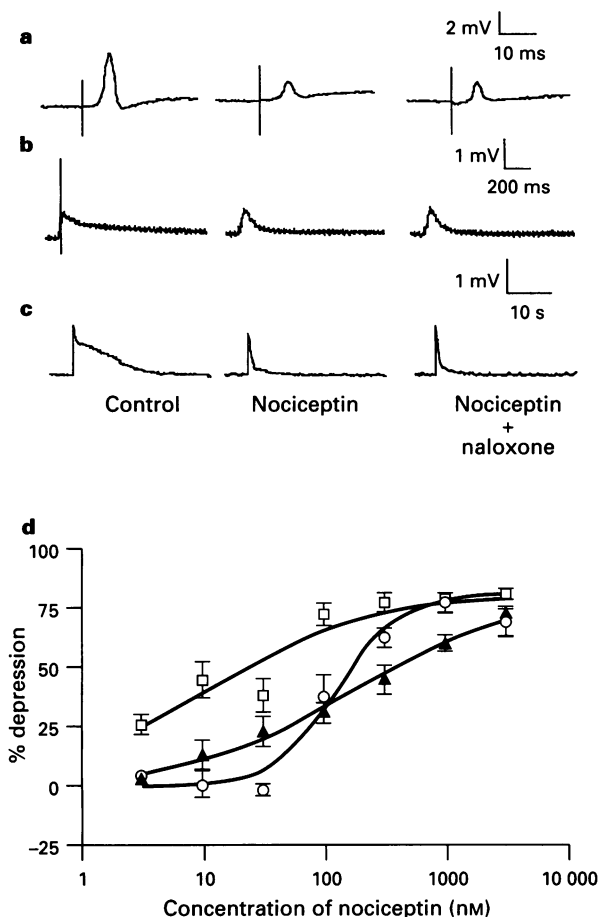 a
2 mV
10 ms
b
1 mV
200 ms
1 mV
10 s
c
Control
Nociceptin
Nociceptin
+
naloxone
d
100
75
50
25
0
−25
% depression
1
10
100
1000
10 000
Concentration of nociceptin (nM)